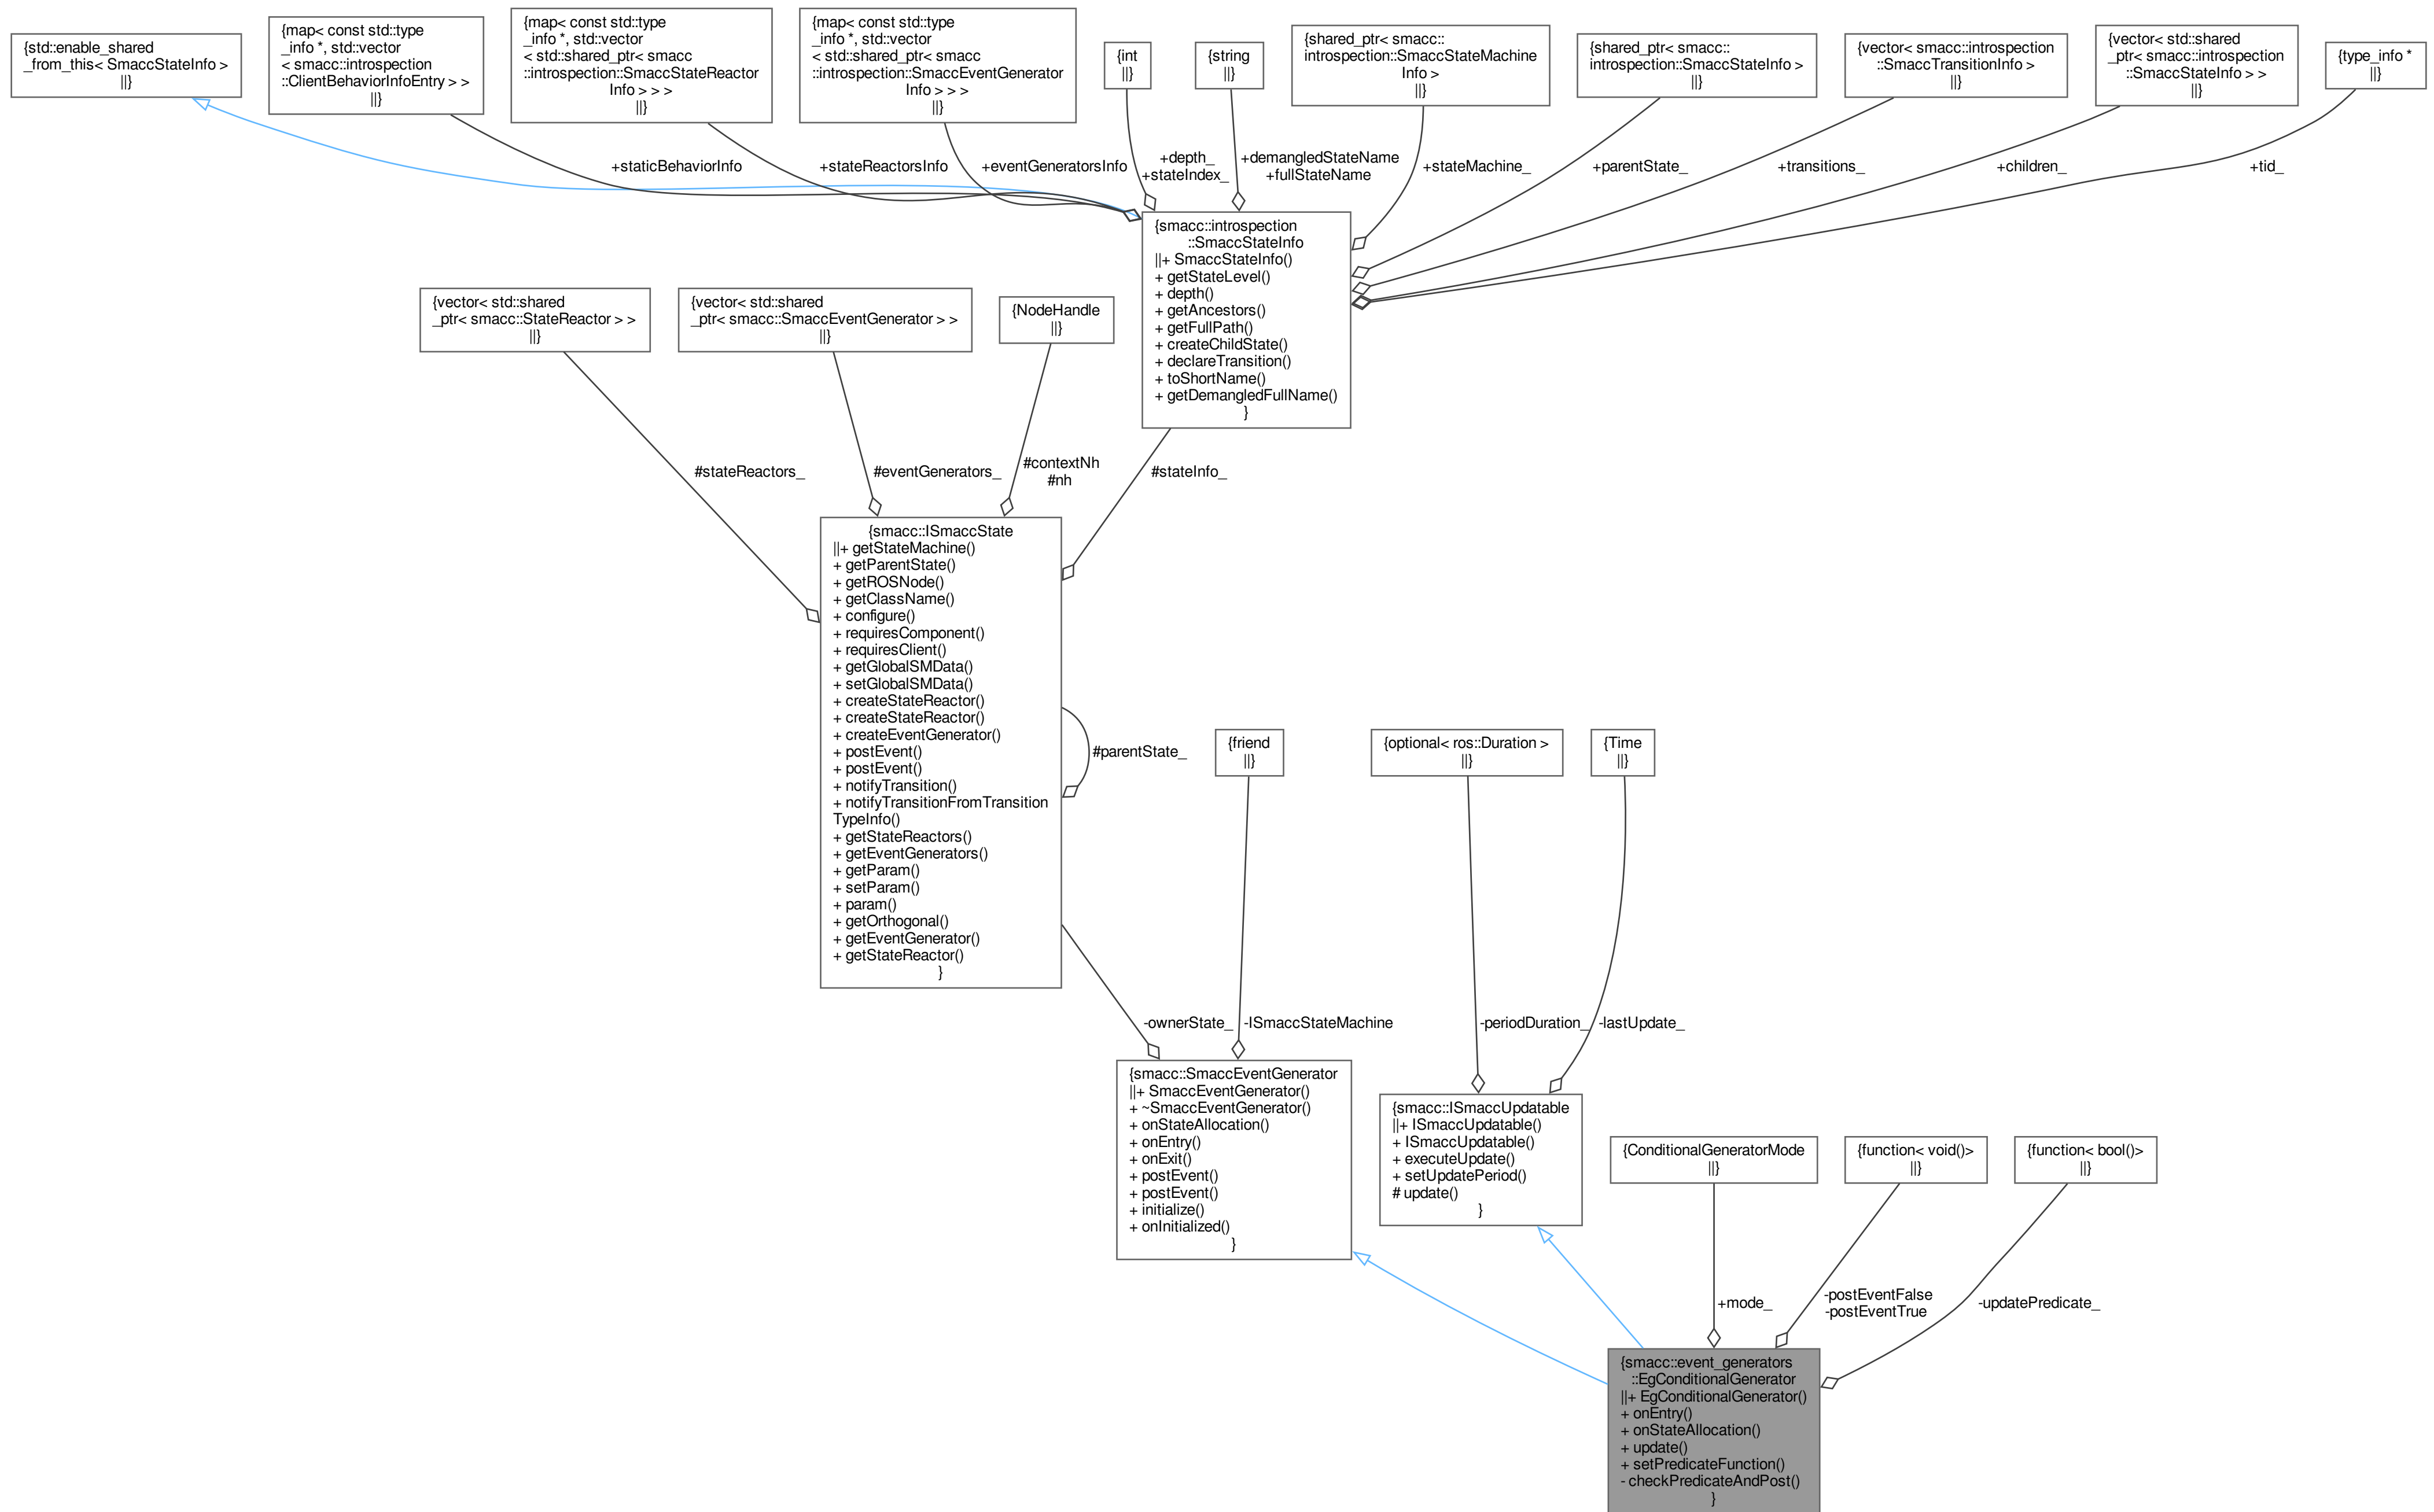 {std::enable_shared
_from_this< SmaccStateInfo >
||}
{map< const std::type
_info *, std::vector
< smacc::introspection
::ClientBehaviorInfoEntry > >
||}
{map< const std::type
_info *, std::vector
< std::shared_ptr< smacc
::introspection::SmaccStateReactor
Info > > >
||}
{map< const std::type
_info *, std::vector
< std::shared_ptr< smacc
::introspection::SmaccEventGenerator
Info > > >
||}
{int
||}
{string
||}
{shared_ptr< smacc::
introspection::SmaccStateMachine
Info >
||}
{shared_ptr< smacc::
introspection::SmaccStateInfo >
||}
{vector< smacc::introspection
::SmaccTransitionInfo >
||}
{vector< std::shared
_ptr< smacc::introspection
::SmaccStateInfo > >
||}
{type_info *
||}
+staticBehaviorInfo
+stateReactorsInfo
+eventGeneratorsInfo
+depth_
+stateIndex_
+demangledStateName
+fullStateName
+stateMachine_
+parentState_
+transitions_
+children_
+tid_
{smacc::introspection
::SmaccStateInfo
||+ SmaccStateInfo()
+ getStateLevel()
+ depth()
+ getAncestors()
+ getFullPath()
+ createChildState()
+ declareTransition()
+ toShortName()
+ getDemangledFullName()
}
{vector< std::shared
_ptr< smacc::StateReactor > >
||}
{vector< std::shared
_ptr< smacc::SmaccEventGenerator > >
||}
{NodeHandle
||}
#stateReactors_
#eventGenerators_
#contextNh
#nh
#stateInfo_
{smacc::ISmaccState
||+ getStateMachine()
+ getParentState()
+ getROSNode()
+ getClassName()
+ configure()
+ requiresComponent()
+ requiresClient()
+ getGlobalSMData()
+ setGlobalSMData()
+ createStateReactor()
+ createStateReactor()
+ createEventGenerator()
+ postEvent()
+ postEvent()
+ notifyTransition()
+ notifyTransitionFromTransition
TypeInfo()
+ getStateReactors()
+ getEventGenerators()
+ getParam()
+ setParam()
+ param()
+ getOrthogonal()
+ getEventGenerator()
+ getStateReactor()
}
#parentState_
{friend
||}
{optional< ros::Duration >
||}
{Time
||}
-ownerState_
-ISmaccStateMachine
-periodDuration_
-lastUpdate_
{smacc::SmaccEventGenerator
||+ SmaccEventGenerator()
+ ~SmaccEventGenerator()
+ onStateAllocation()
+ onEntry()
+ onExit()
+ postEvent()
+ postEvent()
+ initialize()
+ onInitialized()
}
{smacc::ISmaccUpdatable
||+ ISmaccUpdatable()
+ ISmaccUpdatable()
+ executeUpdate()
+ setUpdatePeriod()
# update()
}
{ConditionalGeneratorMode
||}
{function< void()>
||}
{function< bool()>
||}
+mode_
-postEventFalse
-postEventTrue
-updatePredicate_
{smacc::event_generators
::EgConditionalGenerator
||+ EgConditionalGenerator()
+ onEntry()
+ onStateAllocation()
+ update()
+ setPredicateFunction()
- checkPredicateAndPost()
}